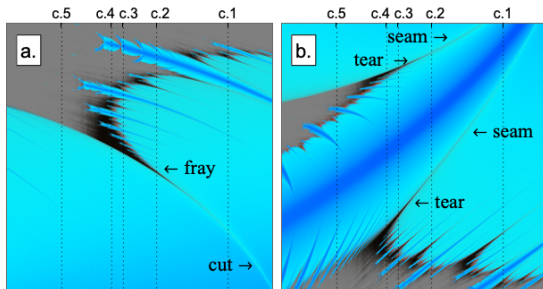 c.5 c.4 c.3 c.2 c.1
a.
← fray
cut →
c.5 c.4 c.3 c.2 c.1
b.
seam →
tear →
← seam
← tear